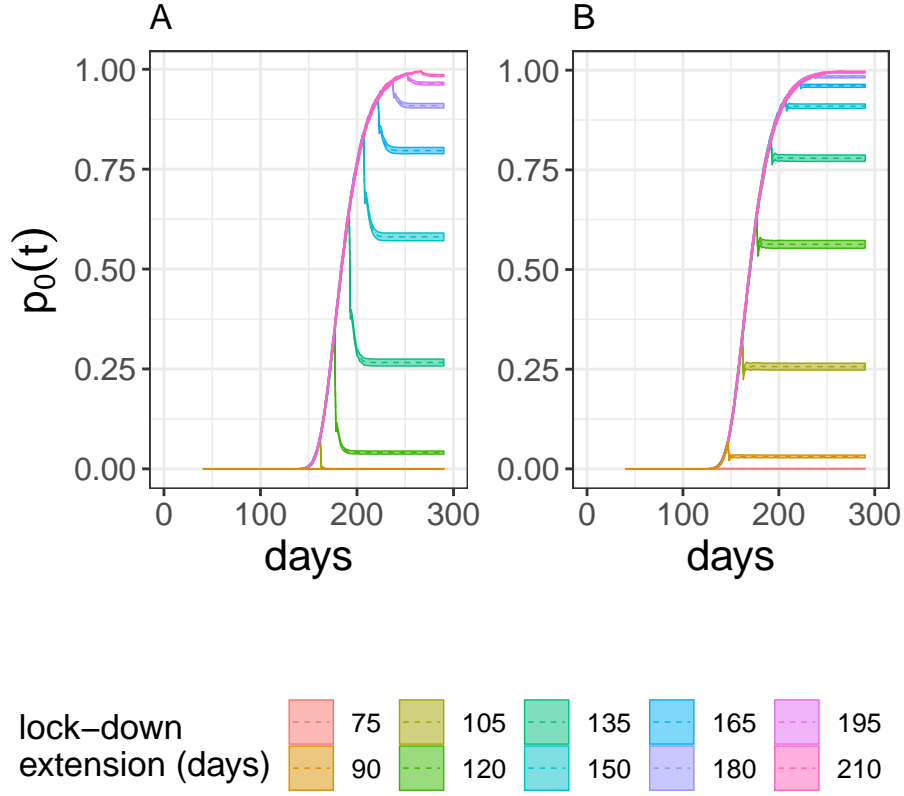 A B
1.00 1.00
0.75 0.75
0.50 0.50
0.25 0.25
0.00 0.00
p0(t)
0 100 200 300 0 100 200 300
days days
lock−down
extension (days)
75 105 135 165 195
90 120 150 180 210